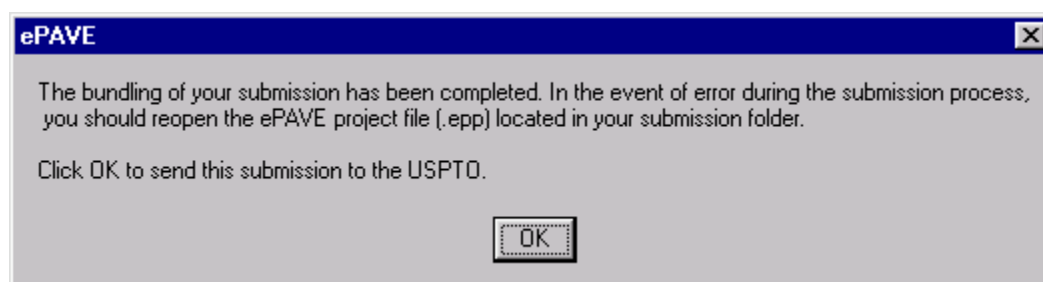 ePAVE
The bundling of your submission has been completed. In the event of error during the submission process,
you should reopen the ePAVE project file (.epp) located in your submission folder.
Click OK to send this submission to the USPTO.
OK